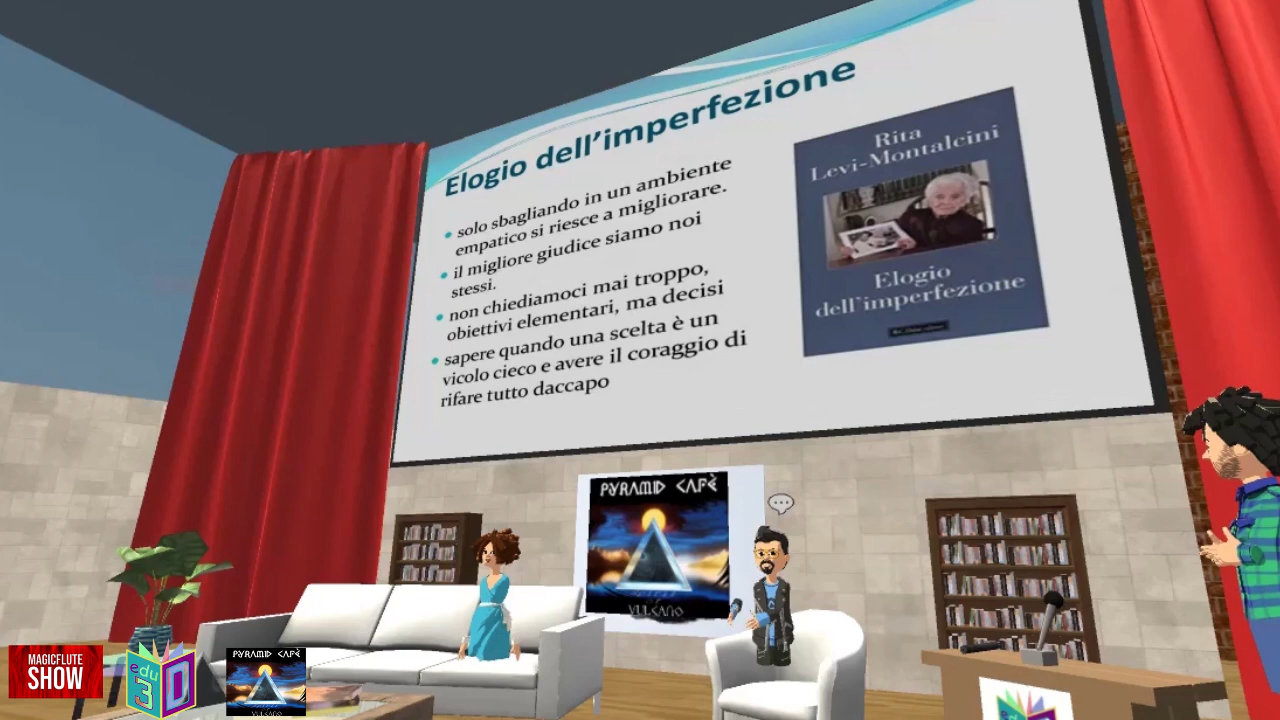 Elogio dell'imperfezione
• solo sbagliando in un ambiente
empatico si riesce a migliorare.
• il migliore giudice siamo noi
stessi.
• non chiediamoci mai troppo,
obiettivi elementari, ma decisi
• sapere quando una scelta è un
vicolo cieco e avere il coraggio di
rifare tutto daccapo
Rita
Levi-Montalcini
Elogio
dell'imperfezione
PYRAMID CAFÈ
VULCANO
MAGICFLUTE
SHOW
edu
3D
PYRAMID CAFÈ
VULCANO
edu